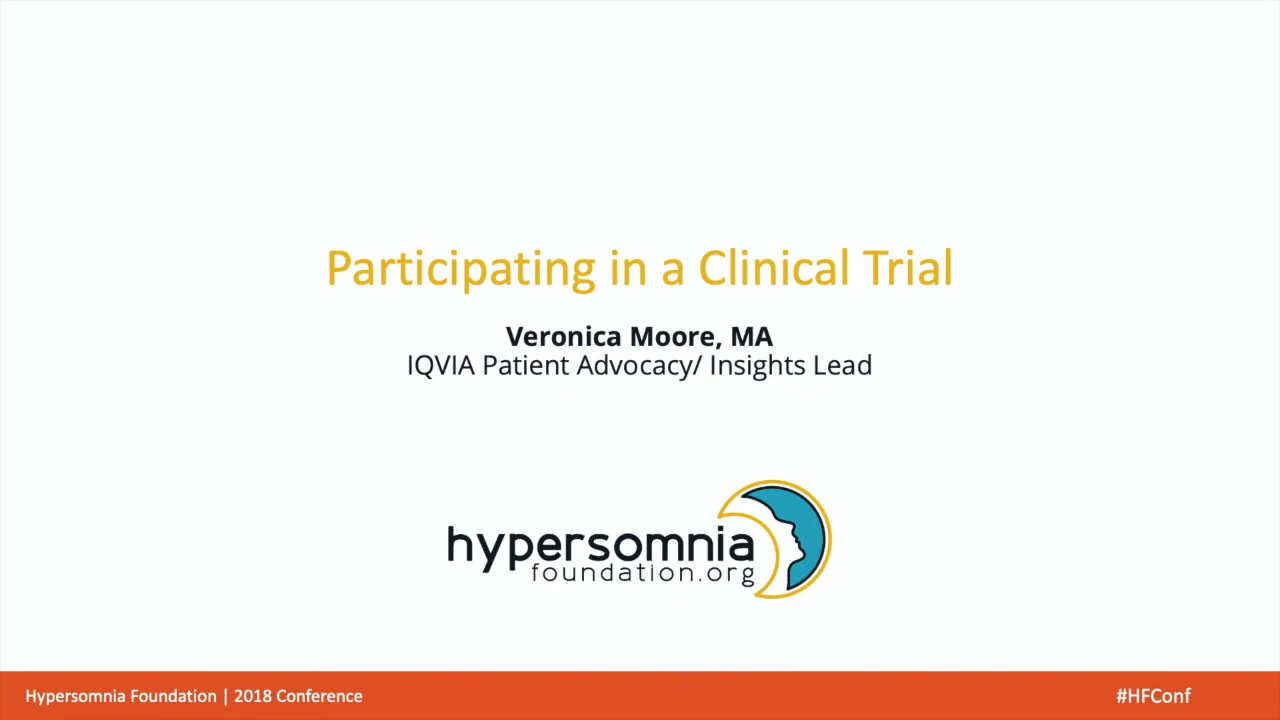 Participating in a Clinical Trial
Veronica Moore, MA
IQVIA Patient Advocacy/ Insights Lead
hypersomnia
foundation.org
Hypersomnia Foundation | 2018 Conference
#HFConf